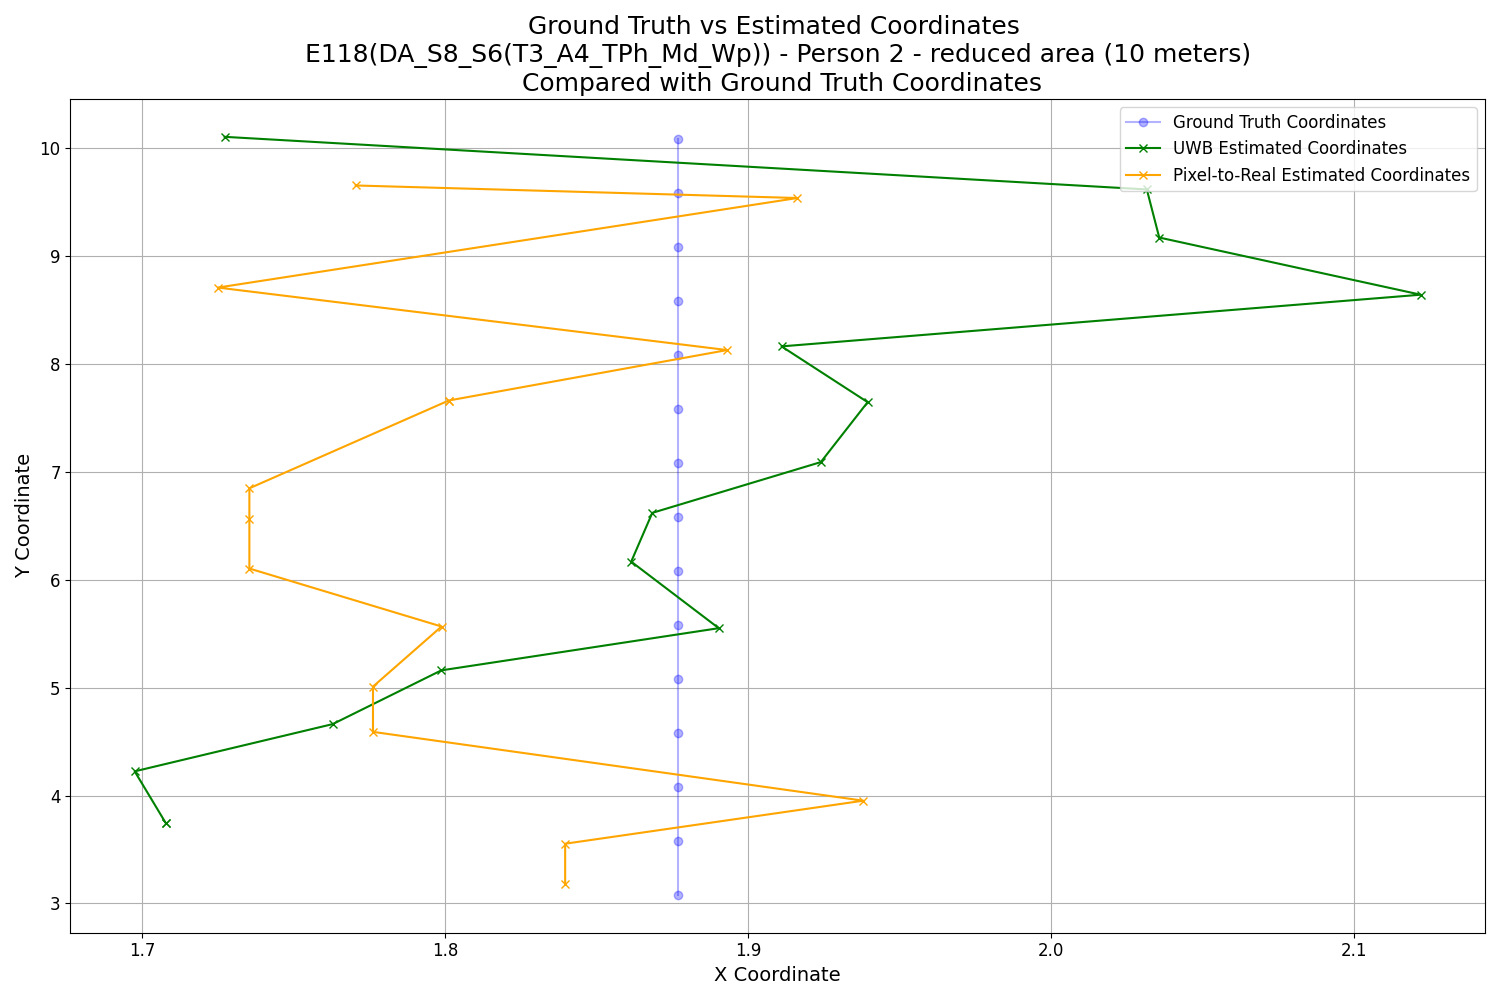 Ground Truth vs Estimated Coordinates
E118(DA_S8_S6(T3_A4_TPh_Md_Wp)) - Person 2 - reduced area (10 meters)
Compared with Ground Truth Coordinates
Ground Truth Coordinates
UWB Estimated Coordinates
Pixel-to-Real Estimated Coordinates
Y Coordinate
10
9
8
7
6
5
4
3
1.7 1.8 1.9 2.0 2.1
X Coordinate